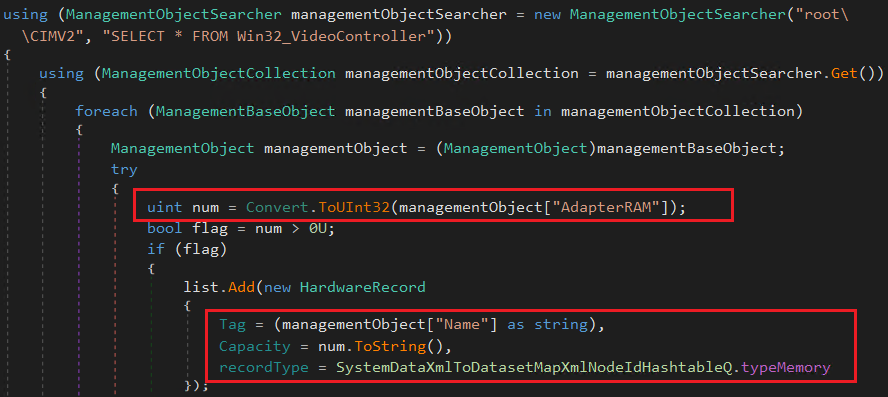 using (ManagementObjectSearcher managementObjectSearcher = new ManagementObjectSearcher("root\
\CIMV2", "SELECT * FROM Win32_VideoController"))
{
using (ManagementObjectCollection managementObjectCollection = managementObjectSearcher.Get())
{
foreach (ManagementBaseObject managementBaseObject in managementObjectCollection)
{
ManagementObject managementObject = (ManagementObject)managementBaseObject;
try
{
uint num = Convert.ToUInt32(managementObject["AdapterRAM"]);
bool flag = num > 0U;
if (flag)
{
list.Add(new HardwareRecord
{
Tag = (managementObject["Name"] as string),
Capacity = num.ToString(),
recordType = SystemDataXmlToDatasetMapXmlNodeIdHashtableQ.typeMemory
});